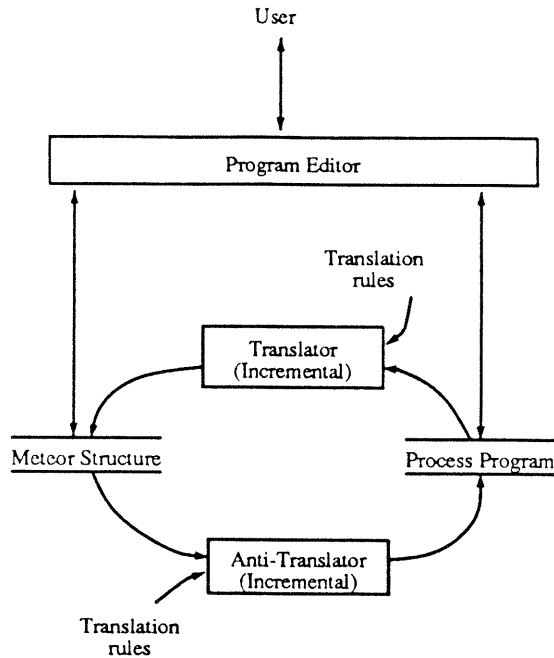 User
Program Editor
Translation
rules
Translator
(Incremental)
Meteor Structure
Process Program
Anti-Translator
(Incremental)
Translation
rules